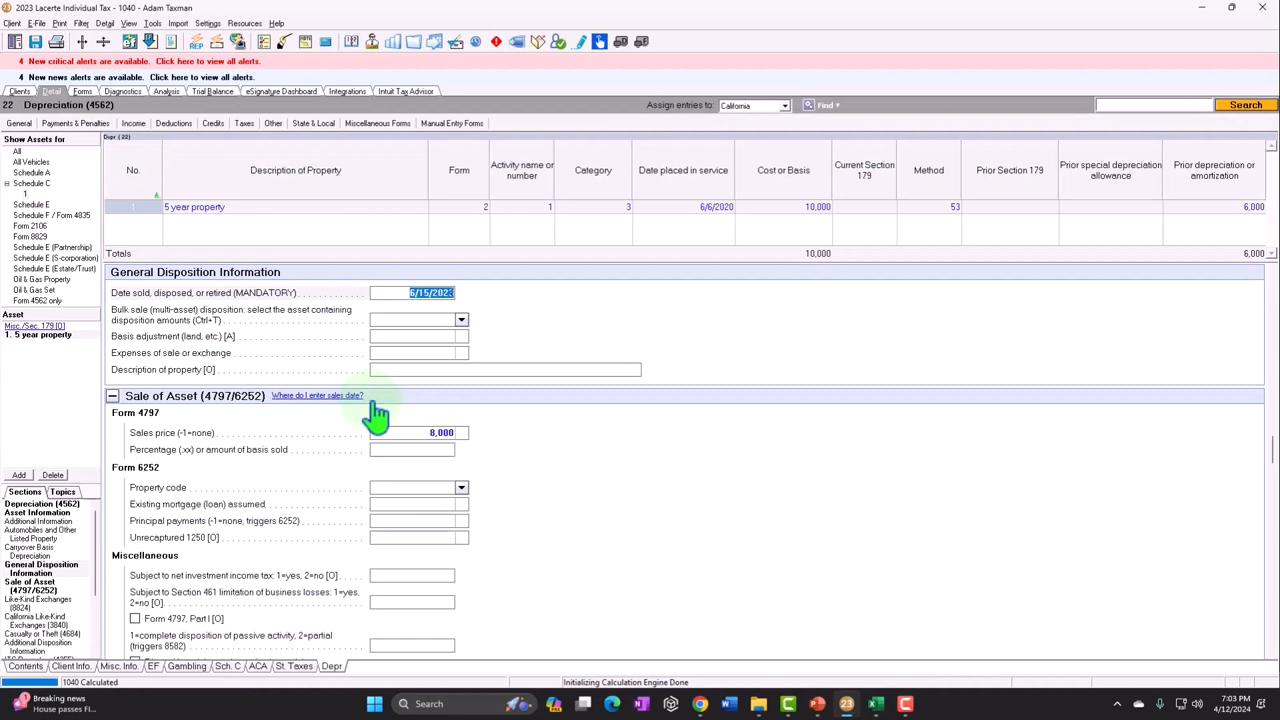 2023 Lacerte Individual Tax - 1040 - Adam Taxman
Client E-File Print Filter Detail View Tools Import Settings Resources Help
4 New critical alerts are available. Click here to view all alerts.
4 New news alerts are available. Click here to view all alerts.
Clients Detail Forms Diagnostics Analysis Trial Balance eSignature Dashboard Integrations Intuit Tax Advisor
22 Depreciation (4562) Assign entries to: California Find Search
General Payments & Penalties Income Deductions Credits Taxes Other State & Local Miscellaneous Forms Manual Entry Forms
Show Assets for
All
All Vehicles
Schedule A
Schedule C
1
Schedule E
Schedule F / Form 4835
Form 2106
Form 8829
Schedule E (Partnership)
Schedule E (S-corporation)
Schedule E (Estate/Trust)
Oil & Gas Property
Oil & Gas Set
Form 4562 only
Asset
Misc./Sec. 179 [O]
1. 5 year property
Add Delete
Sections Topics
Depreciation (4562)
Asset Information
Additional Information
Automobiles and Other
Listed Property
Carryover Basis
Depreciation
General Disposition
Information
Sale of Asset
(4797/6252)
Like-Kind Exchanges
(8824)
California Like-Kind
Exchanges (3840)
Casualty or Theft (4684)
Additional Disposition
Information
Depr (22)
No. Description of Property Form Activity name or number Category Date placed in service Cost or Basis Current Section 179 Method Prior Section 179 Prior special depreciation allowance Prior depreciation or amortization
1 5 year property 2 1 3 6/6/2020 10,000 53 6,000
Totals 10,000 6,000
General Disposition Information
Date sold, disposed, or retired (MANDATORY) 6/15/2023
Bulk sale (multi-asset) disposition: select the asset containing
disposition amounts (Ctrl+T)
Basis adjustment (land, etc.) [A]
Expenses of sale or exchange
Description of property [O]
Sale of Asset (4797/6252) Where do I enter sales date?
Form 4797
Sales price (-1=none) 8,000
Percentage (.xx) or amount of basis sold
Form 6252
Property code
Existing mortgage (loan) assumed
Principal payments (-1=none, triggers 6252)
Unrecaptured 1250 [O]
Miscellaneous
Subject to net investment income tax: 1=yes, 2=no [O]
Subject to Section 461 limitation of business losses: 1=yes,
2=no [O]
Form 4797, Part I [O]
1=complete disposition of passive activity, 2=partial
(triggers 8582)
Contents Client Info. Misc. Info. EF Gambling Sch. C ACA St. Taxes Depr
1040 Calculated Initializing Calculation Engine Done
Breaking news
House passes FI...
Search
23
7:03 PM
4/12/2024